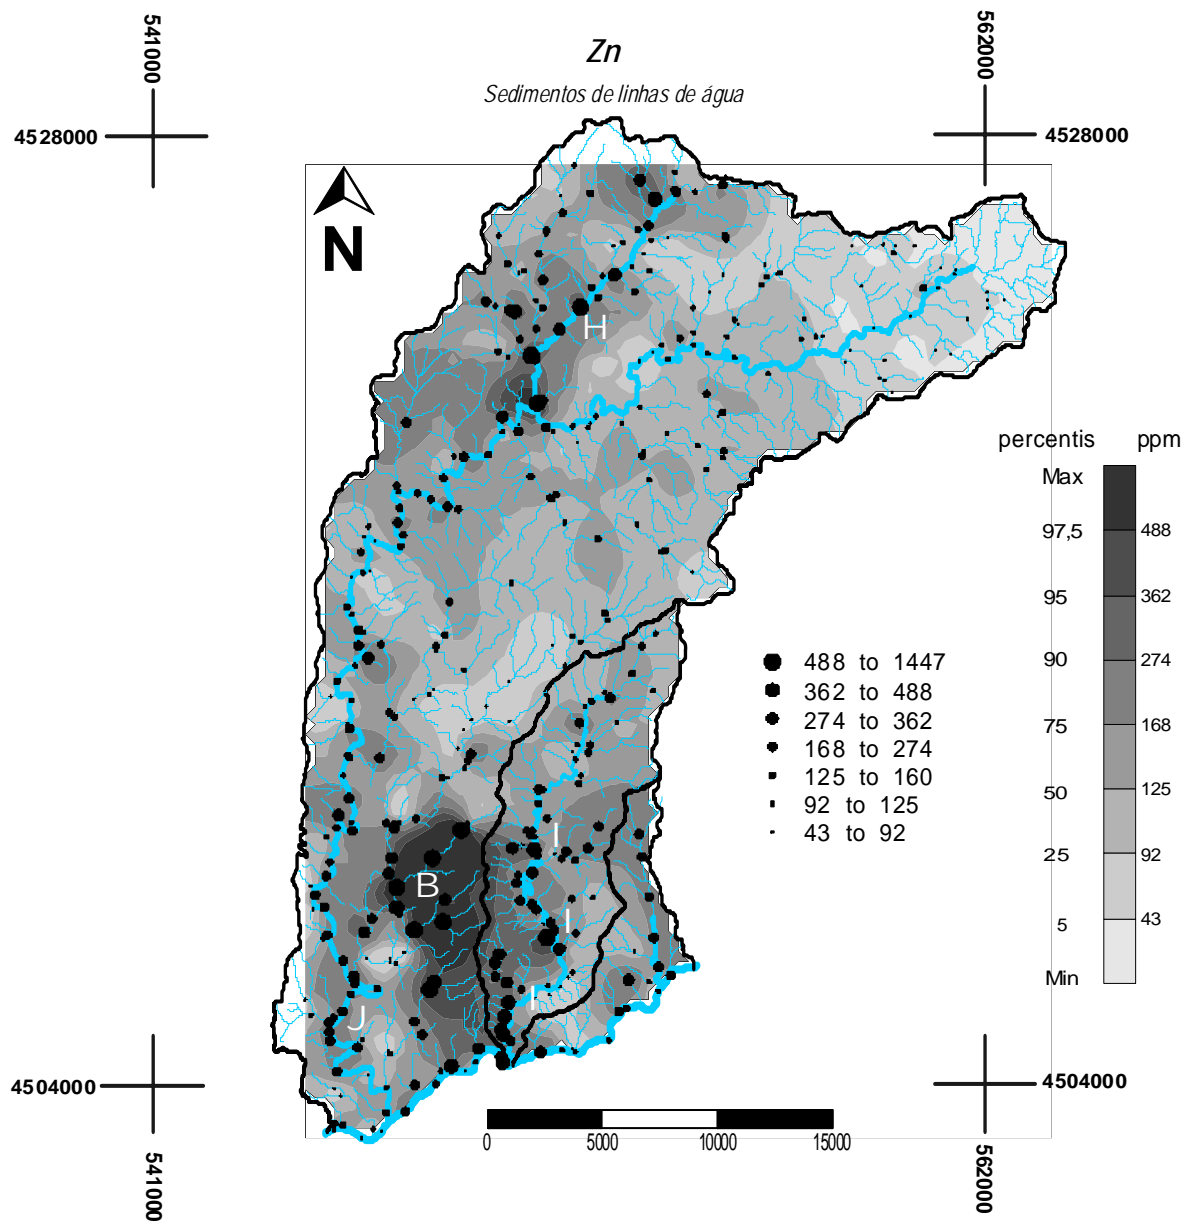 541000
562000
Zn
Sedimentos de linhas de água
4528000
4528000
N
H
percentis ppm
Max
97,5 488
95 362
90 274
75 168
50 125
25 92
5 43
Min
488 to 1447
362 to 488
274 to 362
168 to 274
125 to 160
92 to 125
43 to 92
I
B
I
I
J
4504000
4504000
0 5000 10000 15000
541000
562000